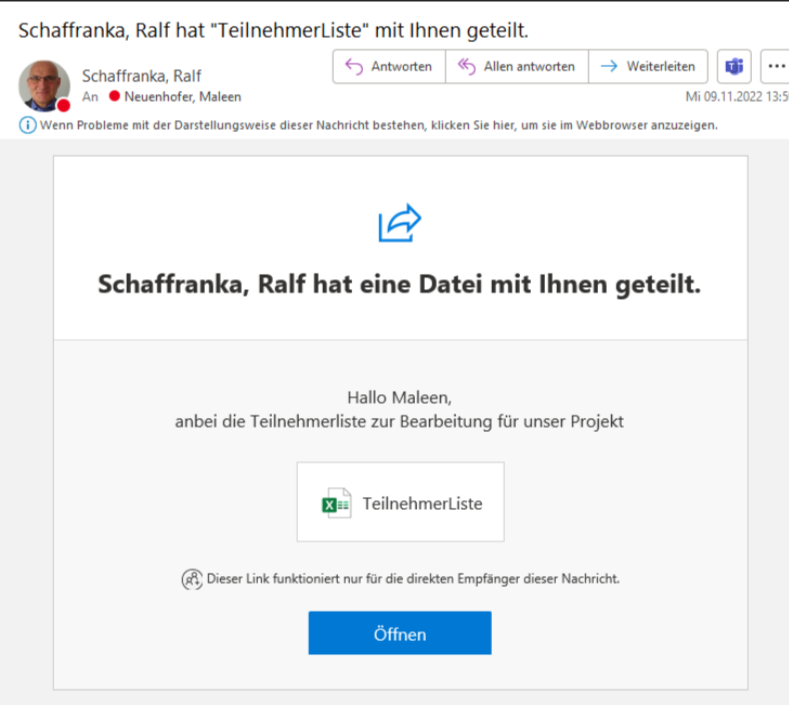 Schaffranka, Ralf hat "TeilnehmerListe" mit Ihnen geteilt.
Schaffranka, Ralf
Antworten
Allen antworten
Weiterleiten
An Neuenhofer, Maleen
Mi 09.11.2022 13:5
Wenn Probleme mit der Darstellungsweise dieser Nachricht bestehen, klicken Sie hier, um sie im Webbrowser anzuzeigen.
Schaffranka, Ralf hat eine Datei mit Ihnen geteilt.
Hallo Maleen,
anbei die Teilnehmerliste zur Bearbeitung für unser Projekt
TeilnehmerListe
Dieser Link funktioniert nur für die direkten Empfänger dieser Nachricht.
Öffnen